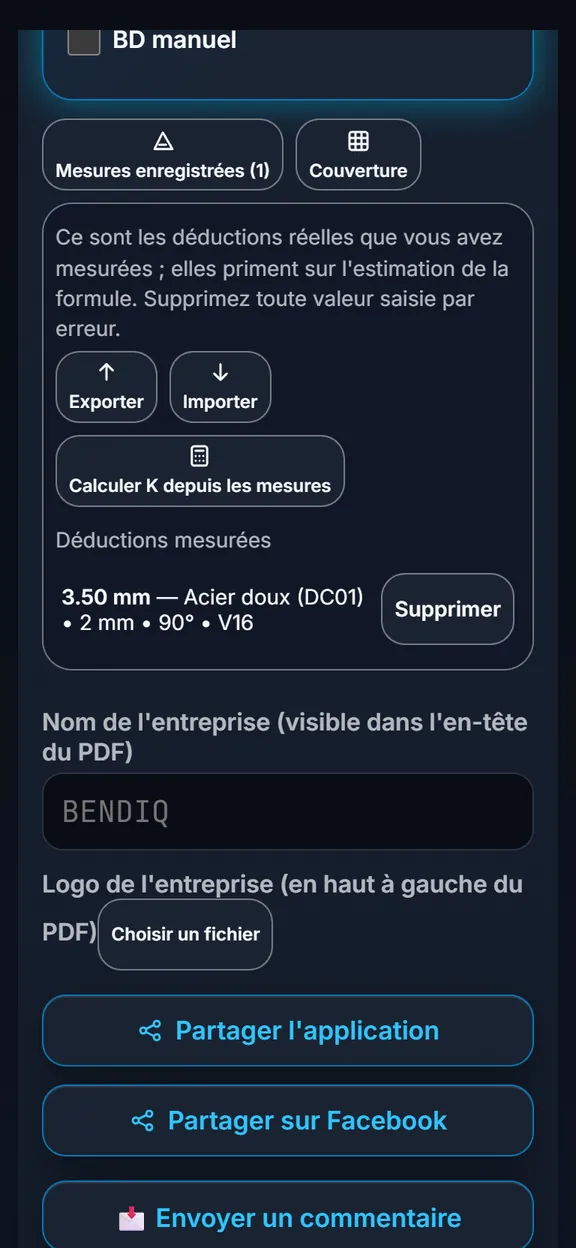 BD manuel
Mesures enregistrées (1)
Couverture
Ce sont les déductions réelles que vous avez
mesurées ; elles priment sur l'estimation de la
formule. Supprimez toute valeur saisie par
erreur.
Exporter
Importer
Calculer K depuis les mesures
Déductions mesurées
3.50 mm — Acier doux (DC01)
• 2 mm • 90° • V16
Supprimer
Nom de l'entreprise (visible dans l'en-tête
du PDF)
BENDIQ
Logo de l'entreprise (en haut à gauche du
PDF)
Choisir un fichier
Partager l'application
Partager sur Facebook
Envoyer un commentaire